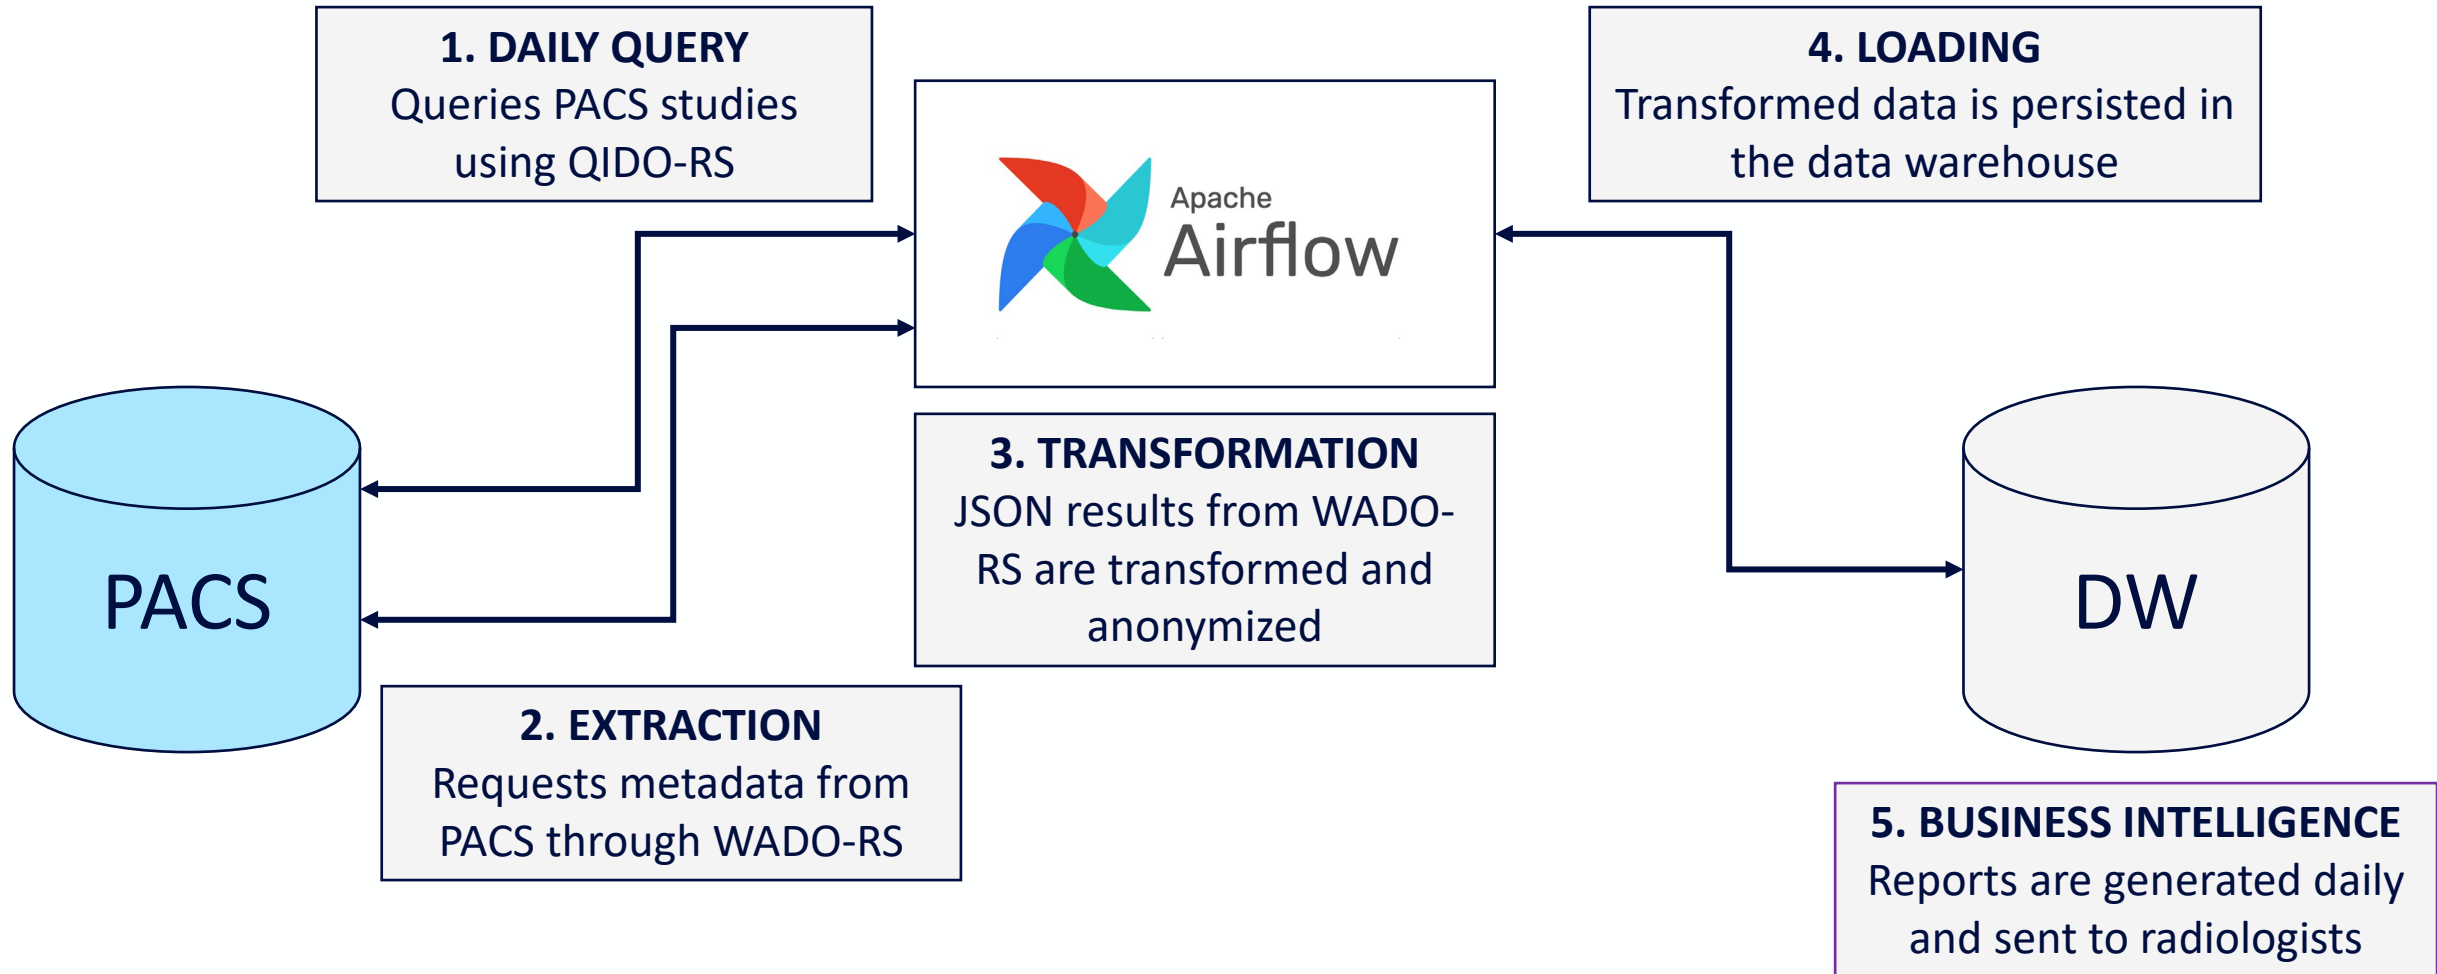 1. DAILY QUERY
Queries PACS studies
using QIDO-RS
4. LOADING
Transformed data is persisted in
the data warehouse
Apache
Airflow
3. TRANSFORMATION
JSON results from WADO-
RS are transformed and
anonymized
PACS
DW
2. EXTRACTION
Requests metadata from
PACS through WADO-RS
5. BUSINESS INTELLIGENCE
Reports are generated daily
and sent to radiologists